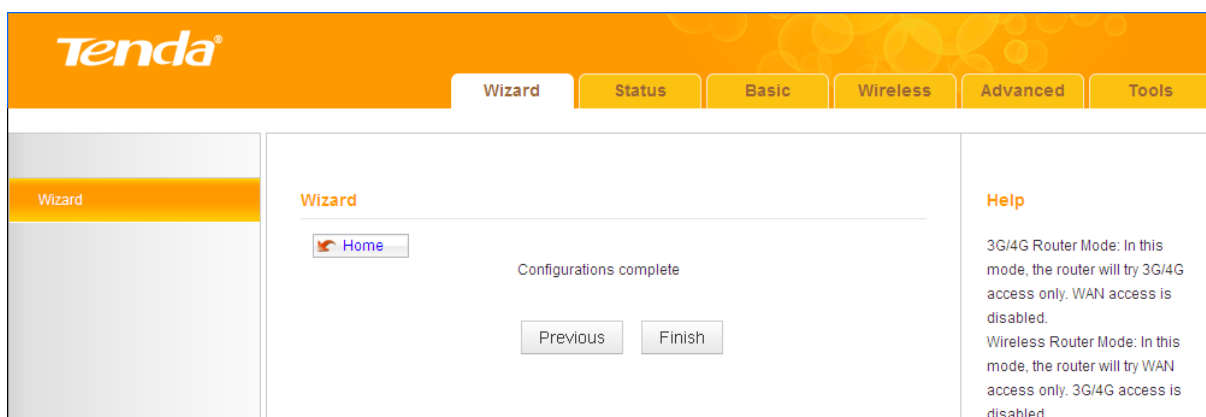 Tenda®
Wizard Status Basic Wireless Advanced Tools
Wizard
Wizard
Home
Configurations complete
Previous Finish
Help
3G/4G Router Mode: In this
mode, the router will try 3G/4G
access only. WAN access is
disabled.
Wireless Router Mode: In this
mode, the router will try WAN
access only. 3G/4G access is
disabled